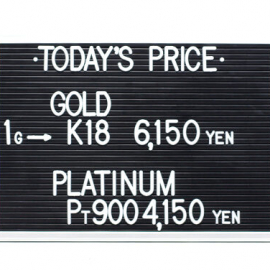 ·TODAY'S PRICE·
GOLD
1G→ K18 6,150 YEN
PLATINUM
PT900 4,150 YEN